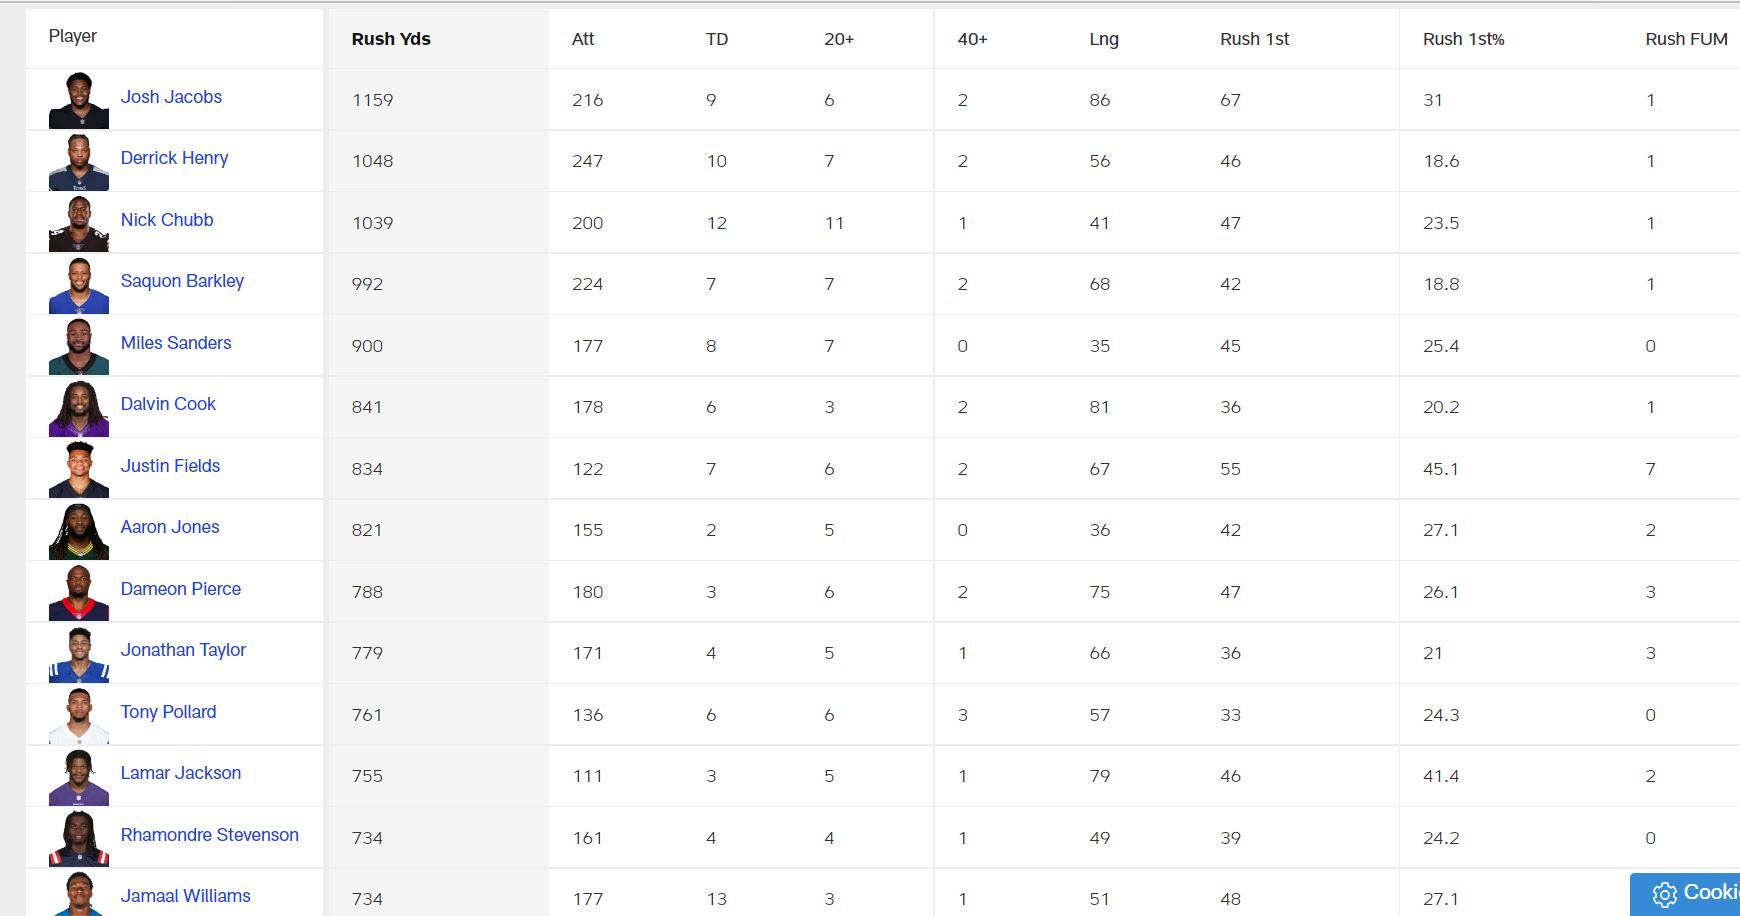 Player Rush Yds Att TD 20+ 40+ Lng Rush 1st Rush 1st% Rush FUM
Josh Jacobs 1159 216 9 6 2 86 67 31 1
Derrick Henry 1048 247 10 7 2 56 46 18.6 1
Nick Chubb 1039 200 12 11 1 41 47 23.5 1
Saquon Barkley 992 224 7 7 2 68 42 18.8 1
Miles Sanders 900 177 8 7 0 35 45 25.4 0
Dalvin Cook 841 178 6 3 2 81 36 20.2 1
Justin Fields 834 122 7 6 2 67 55 45.1 7
Aaron Jones 821 155 2 5 0 36 42 27.1 2
Dameon Pierce 788 180 3 6 2 75 47 26.1 3
Jonathan Taylor 779 171 4 5 1 66 36 21 3
Tony Pollard 761 136 6 6 3 57 33 24.3 0
Lamar Jackson 755 111 3 5 1 79 46 41.4 2
Rhamondre Stevenson 734 161 4 4 1 49 39 24.2 0
Jamaal Williams 734 177 13 3 1 51 48 27.1
Cooki